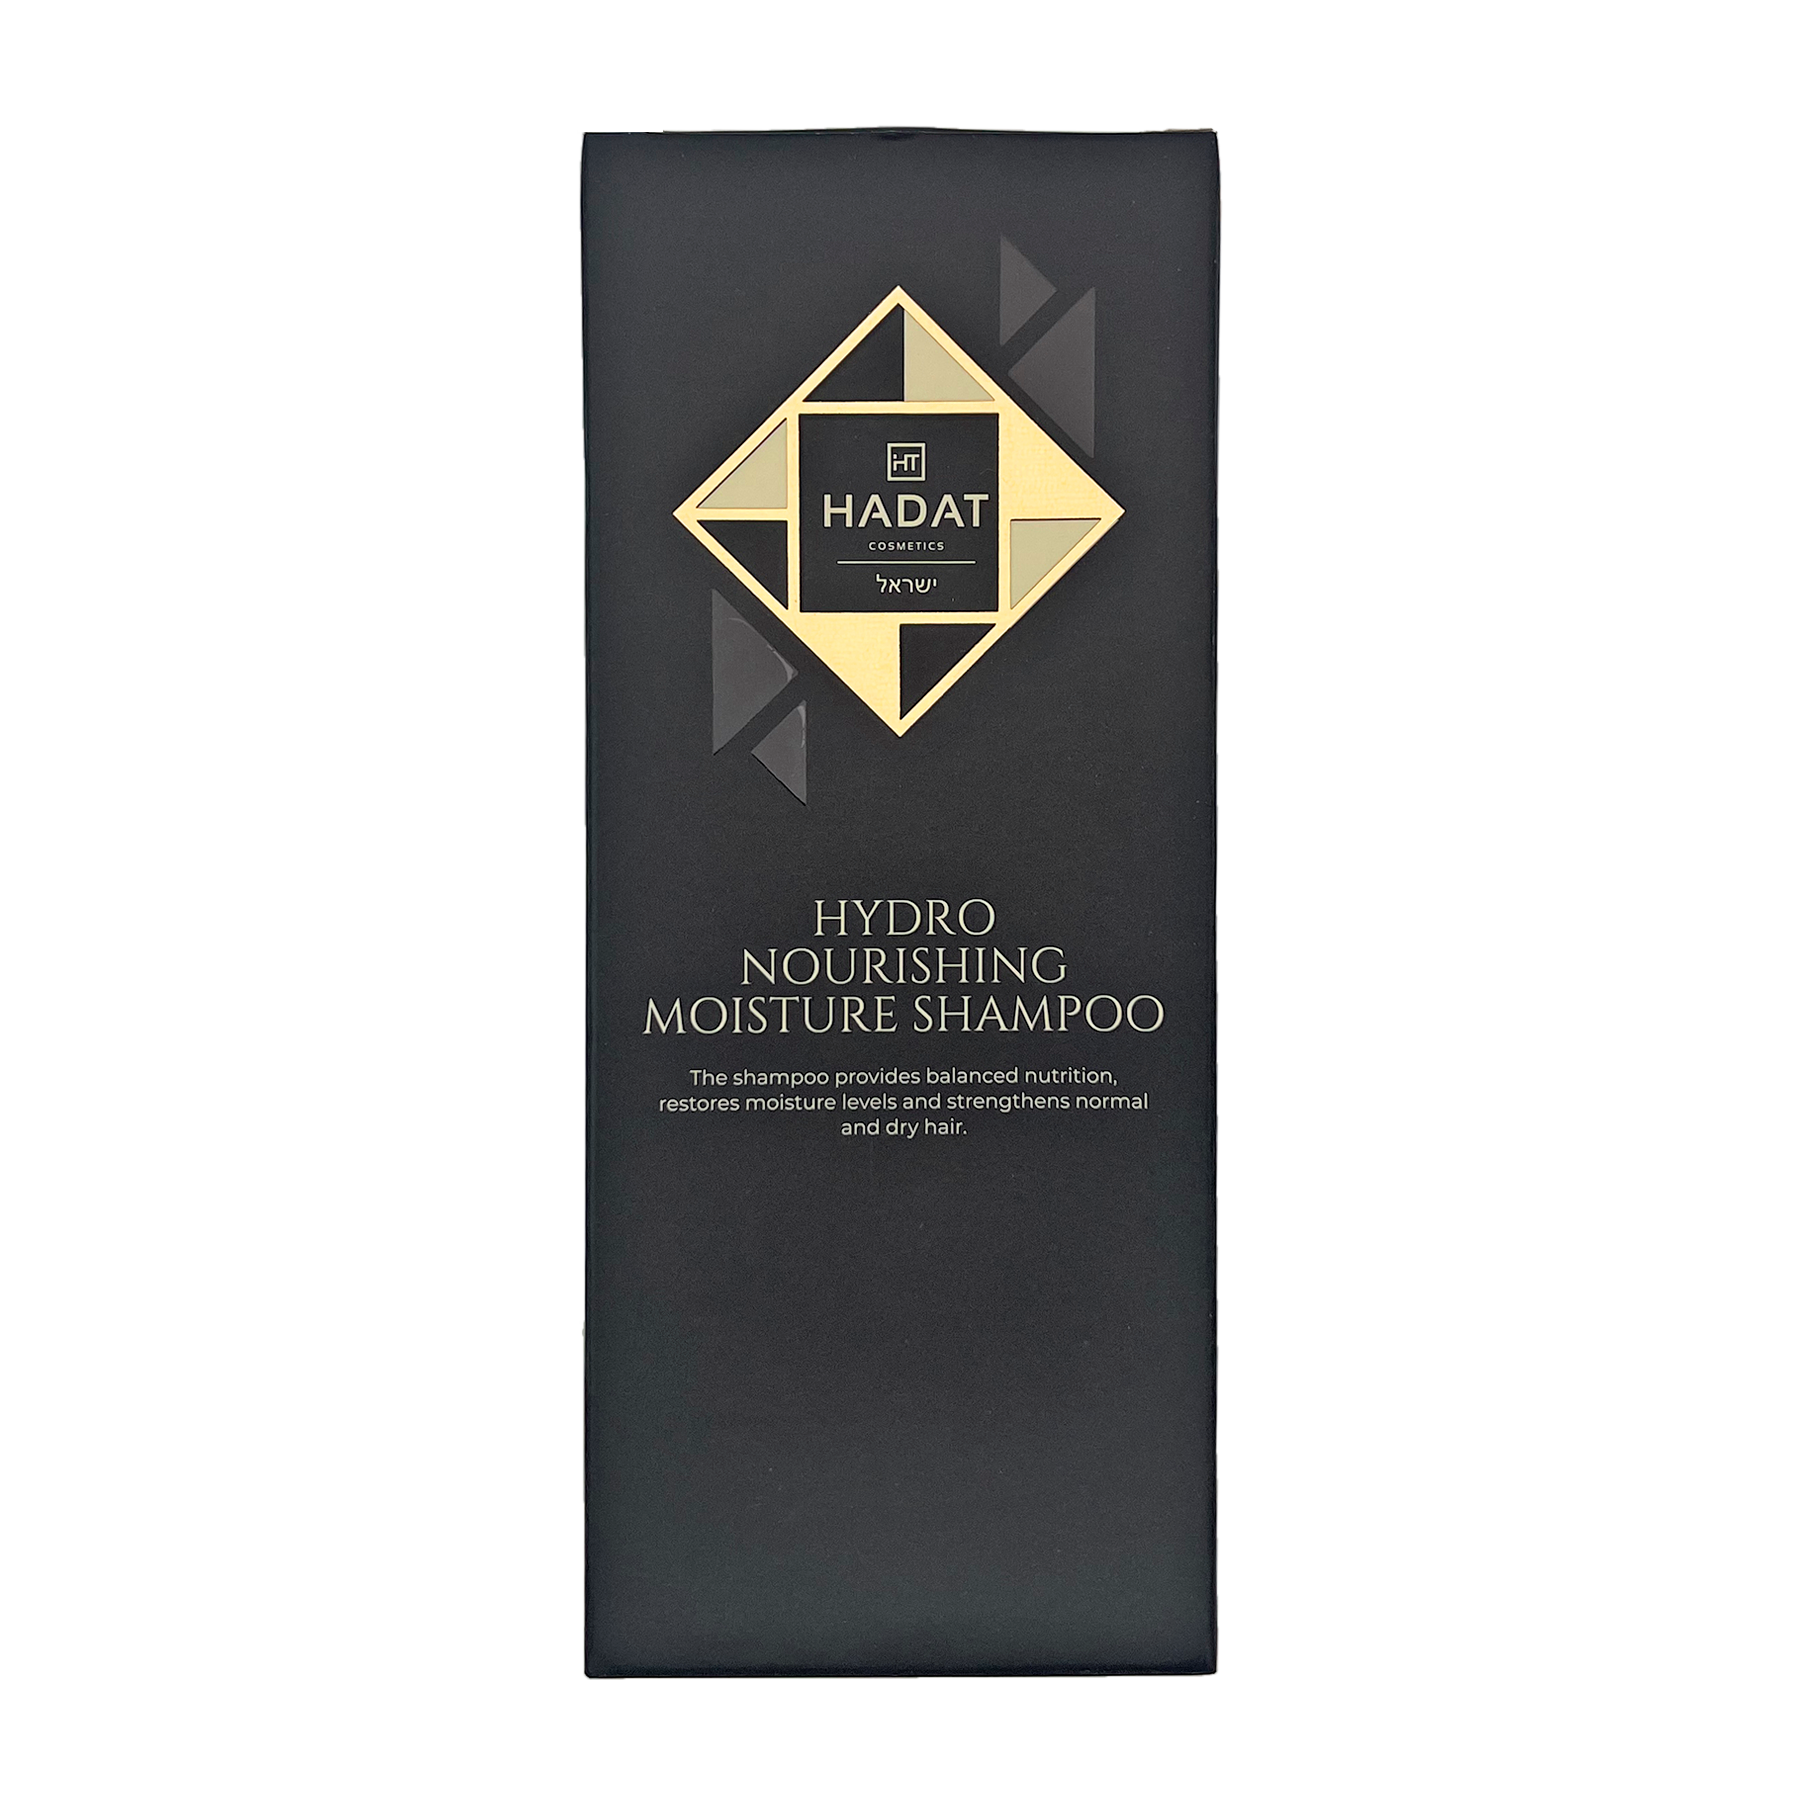 HT
HADAT
COSMETICS
ישראל
HYDRO
NOURISHING
MOISTURE SHAMPOO
The shampoo provides balanced nutrition,
restores moisture levels and strengthens normal
and dry hair.